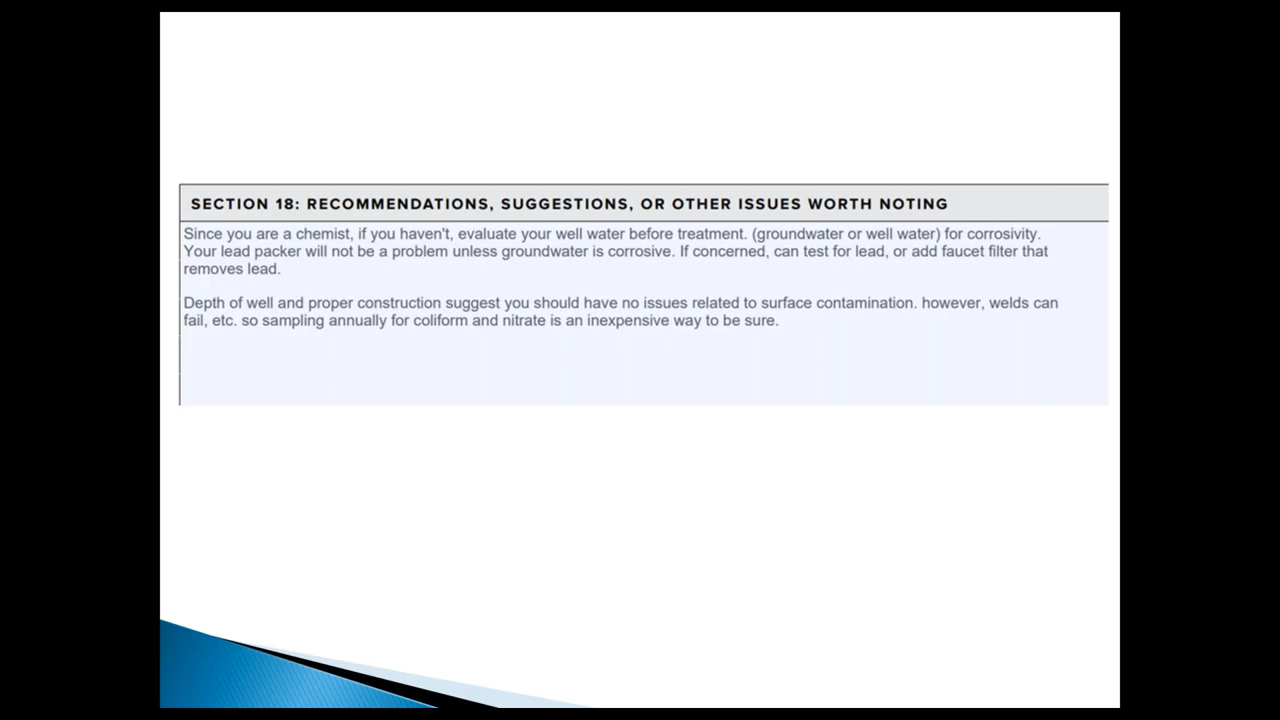 SECTION 18: RECOMMENDATIONS, SUGGESTIONS, OR OTHER ISSUES WORTH NOTING
Since you are a chemist, if you haven't, evaluate your well water before treatment. (groundwater or well water) for corrosivity.
Your lead packer will not be a problem unless groundwater is corrosive. If concerned, can test for lead, or add faucet filter that
removes lead.
Depth of well and proper construction suggest you should have no issues related to surface contamination. however, welds can
fail, etc. so sampling annually for coliform and nitrate is an inexpensive way to be sure.